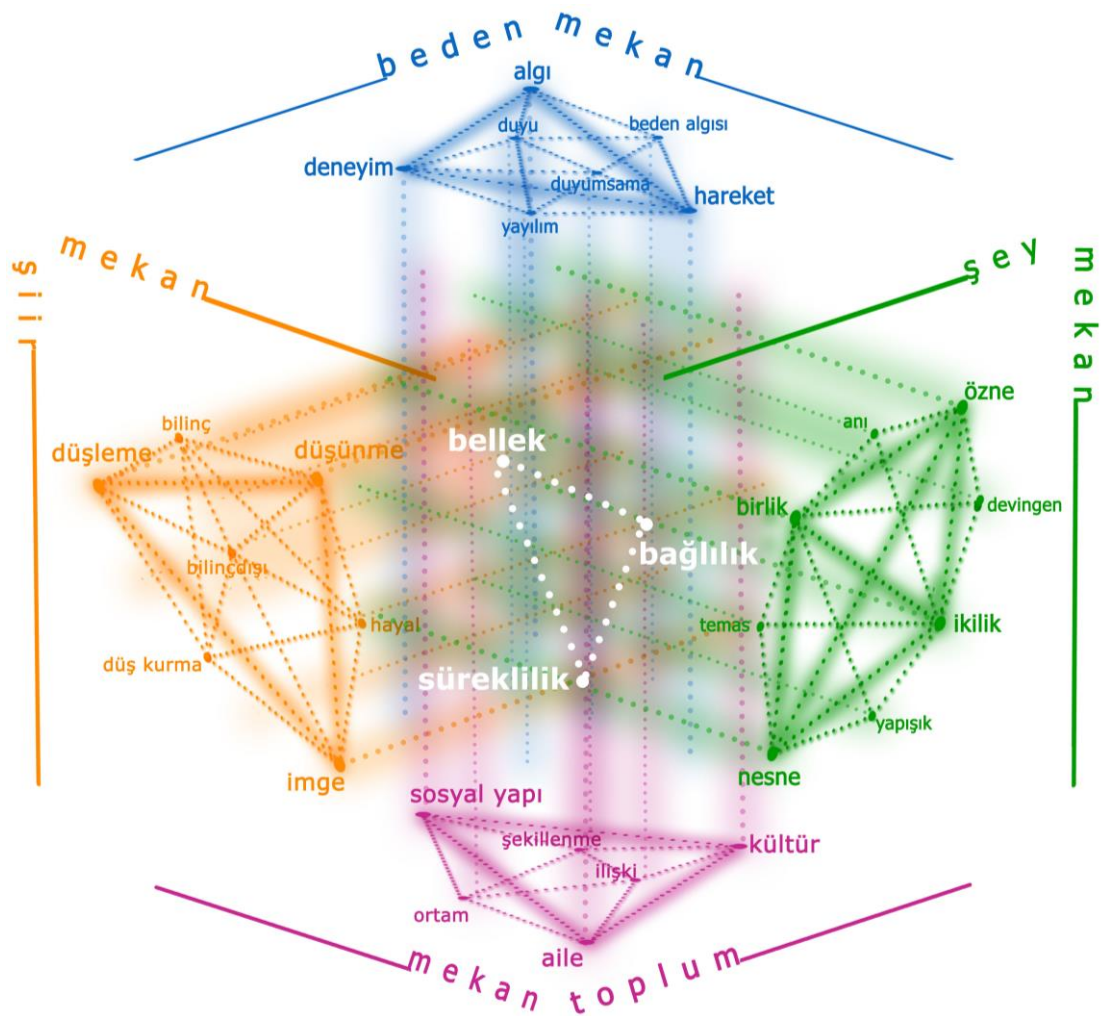 beden mekan
algı
duyu
beden algısı
deneyim
duyumsama
hareket
yayılım
şiir mekan
şey mekan
bilinç
düşleme
düşünme
bilinçdışı
hayal
düş kurma
imge
bellek
bağlılık
süreklilik
özne
anı
birlik
devingen
temas
ikilik
yapışık
nesne
sosyal yapı
şekillenme
kültür
ilişki
ortam
aile
mekan toplum